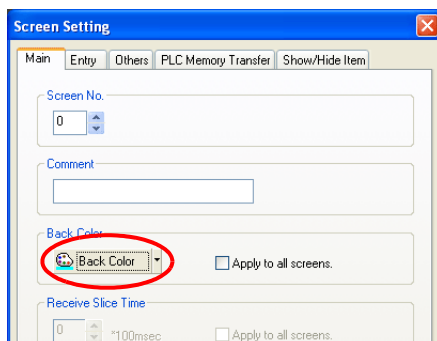 Screen Setting
Main Entry Others PLC Memory Transfer Show/Hide Item
Screen No.
0
Comment
Back Color
Back Color Apply to all screens.
Receive Slice Time
0 *100msec Apply to all screens.